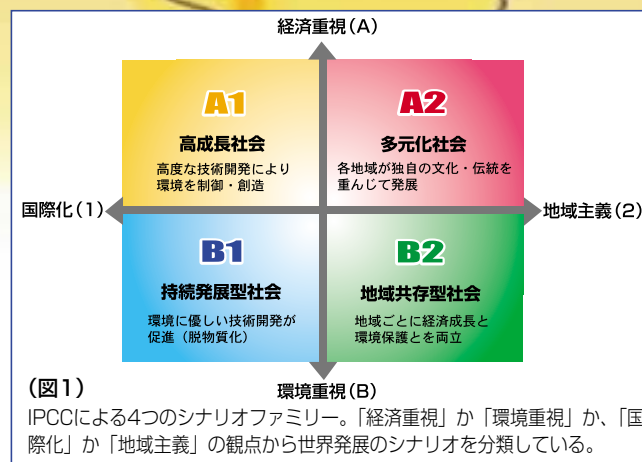 経済重視(A)
A1
高成長社会
高度な技術開発により
環境を制御・創造
A2
多元化社会
各地域が独自の文化・伝統を
重んじて発展
国際化(1)
地域主義(2)
B1
持続発展型社会
環境に優しい技術開発が
促進(脱物質化)
B2
地域共存型社会
地域ごとに経済成長と
環境保護とを両立
環境重視(B)
(図1)
IPCCによる4つのシナリオファミリー。「経済重視」か「環境重視」か、「国
際化」か「地域主義」の観点から世界発展のシナリオを分類している。